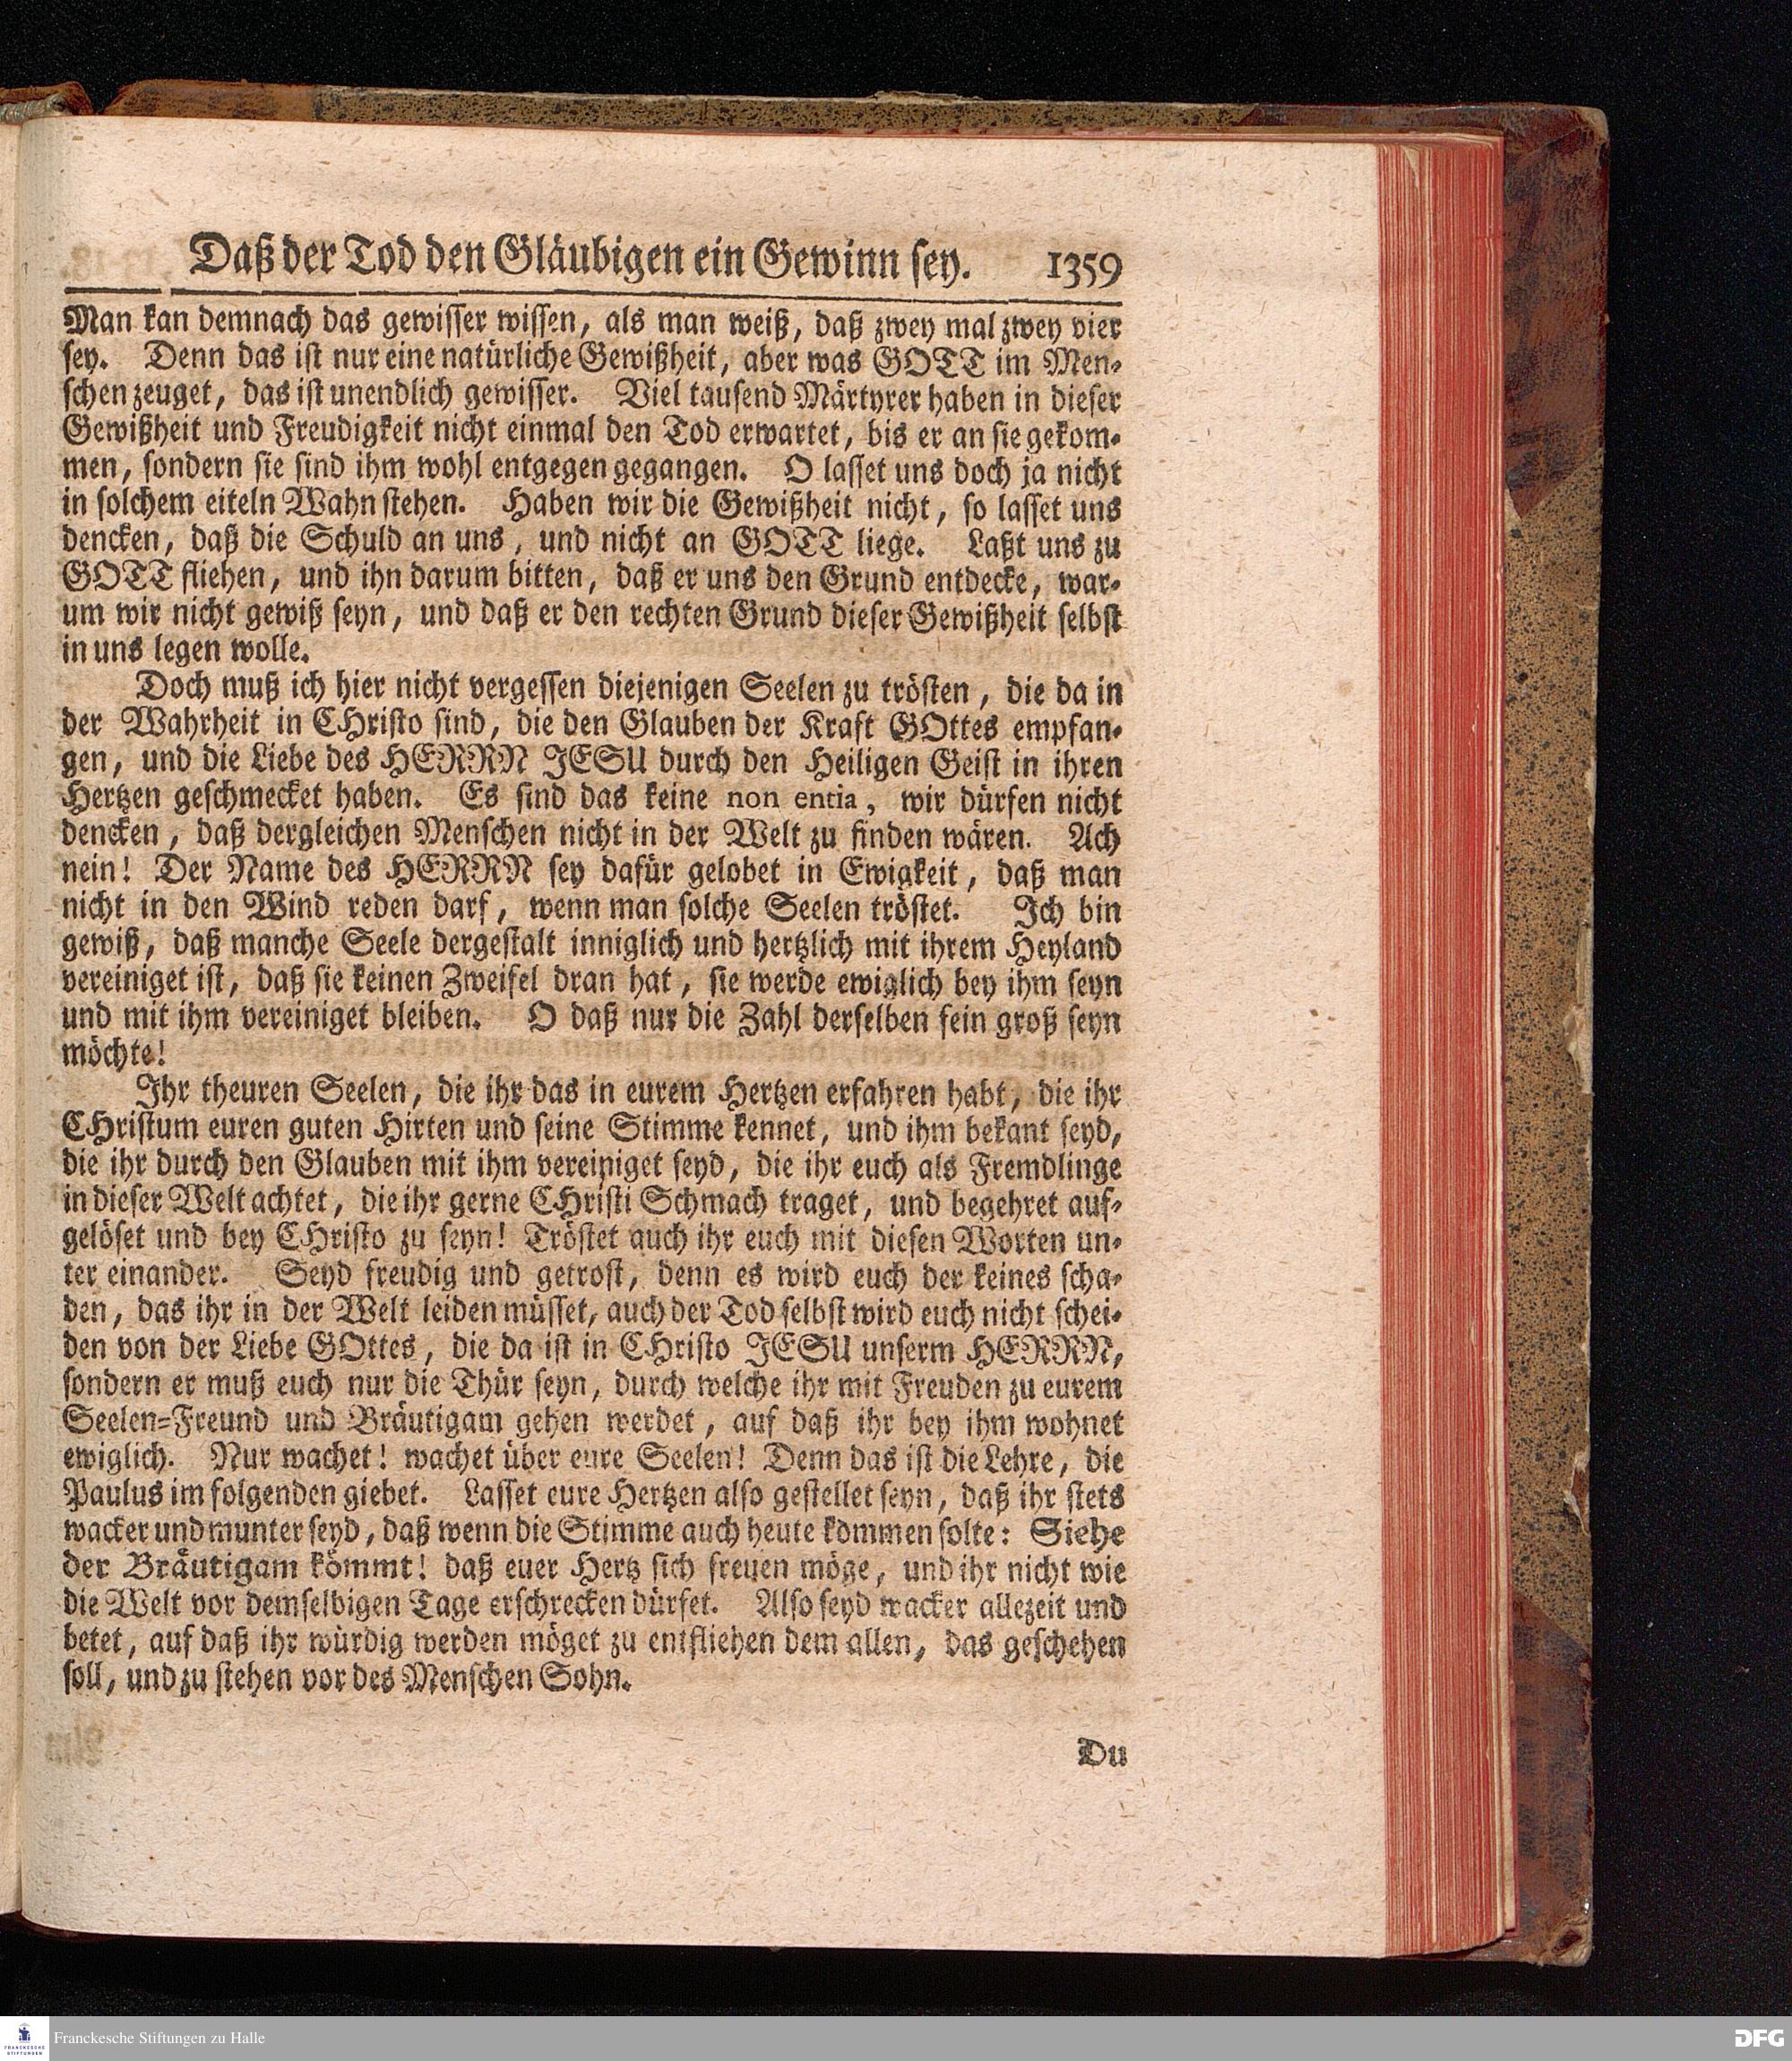 Daß der Tod den Gläubigen ein Gewinn sey. 1359
Man kan demnach das gewisser wissen, als man weiß, daß zwey mal zwey vier
sey. Denn das ist nur eine natürliche Gewißheit, aber was GOTT im Men-
schen zeuget, das ist unendlich gewisser. Viel tausend Märtyrer haben in dieser
Gewißheit und Freudigkeit nicht einmal den Tod erwartet, bis er an sie gekom-
men, sondern sie sind ihm wohl entgegen gegangen. O lasset uns doch ja nicht
in solchem eiteln Wahn stehen. Haben wir die Gewißheit nicht, so lasset uns
dencken, daß die Schuld an uns, und nicht an GOTT liege. Laßt uns zu
GOTT fliehen, und ihn darum bitten, daß er uns den Grund entdecke, war-
um wir nicht gewiß seyn, und daß er den rechten Grund dieser Gewißheit selbst
in uns legen wolle.
Doch muß ich hier nicht vergessen diejenigen Seelen zu trösten, die da in
der Wahrheit in CHristo sind, die den Glauben der Kraft GOttes empfan-
gen, und die Liebe des HERRN JESU durch den Heiligen Geist in ihren
Hertzen geschmecket haben. Es sind das keine non entia, wir dürfen nicht
dencken, daß dergleichen Menschen nicht in der Welt zu finden wären. Ach
nein! Der Name des HERRN sey dafür gelobet in Ewigkeit, daß man
nicht in den Wind reden darf, wenn man solche Seelen tröstet. Ich bin
gewiß, daß manche Seele dergestalt inniglich und hertzlich mit ihrem Heyland
vereiniget ist, daß sie keinen Zweifel dran hat, sie werde ewiglich bey ihm seyn
und mit ihm vereiniget bleiben. O daß nur die Zahl derselben fein groß seyn
möchte!
Ihr theuren Seelen, die ihr das in eurem Hertzen erfahren habt, die ihr
CHristum euren guten Hirten und seine Stimme kennet, und ihm bekant seyd,
die ihr durch den Glauben mit ihm vereiniget seyd, die ihr euch als Fremdlinge
in dieser Welt achtet, die ihr gerne CHristi Schmach traget, und begehret auf-
gelöset und bey CHristo zu seyn! Tröstet auch ihr euch mit diesen Worten un-
ter einander. Seyd freudig und getrost, denn es wird euch der keines scha-
den, das ihr in der Welt leiden müsset, auch der Tod selbst wird euch nicht schei-
den von der Liebe GOttes, die da ist in CHristo JESU unserm HERRN,
sondern er muß euch nur die Thür seyn, durch welche ihr mit Freuden zu eurem
Seelen-Freund und Bräutigam gehen werdet, auf daß ihr bey ihm wohnet
ewiglich. Nur wachet! wachet über eure Seelen! Denn das ist die Lehre, die
Paulus im folgenden giebet. Lasset eure Hertzen also gestellet seyn, daß ihr stets
wacker und munter seyd, daß wenn die Stimme auch heute kommen solte: Siehe
der Bräutigam kömmt! daß euer Hertz sich freuen möge, und ihr nicht wie
die Welt vor demselbigen Tage erschrecken dürfet. Also seyd wacker allezeit und
betet, auf daß ihr würdig werden möget zu entfliehen dem allen, das geschehen
soll, und zu stehen vor des Menschen Sohn.
Du
FRANCKESCHE
STIFTUNGEN
Franckesche Stiftungen zu Halle
DFG